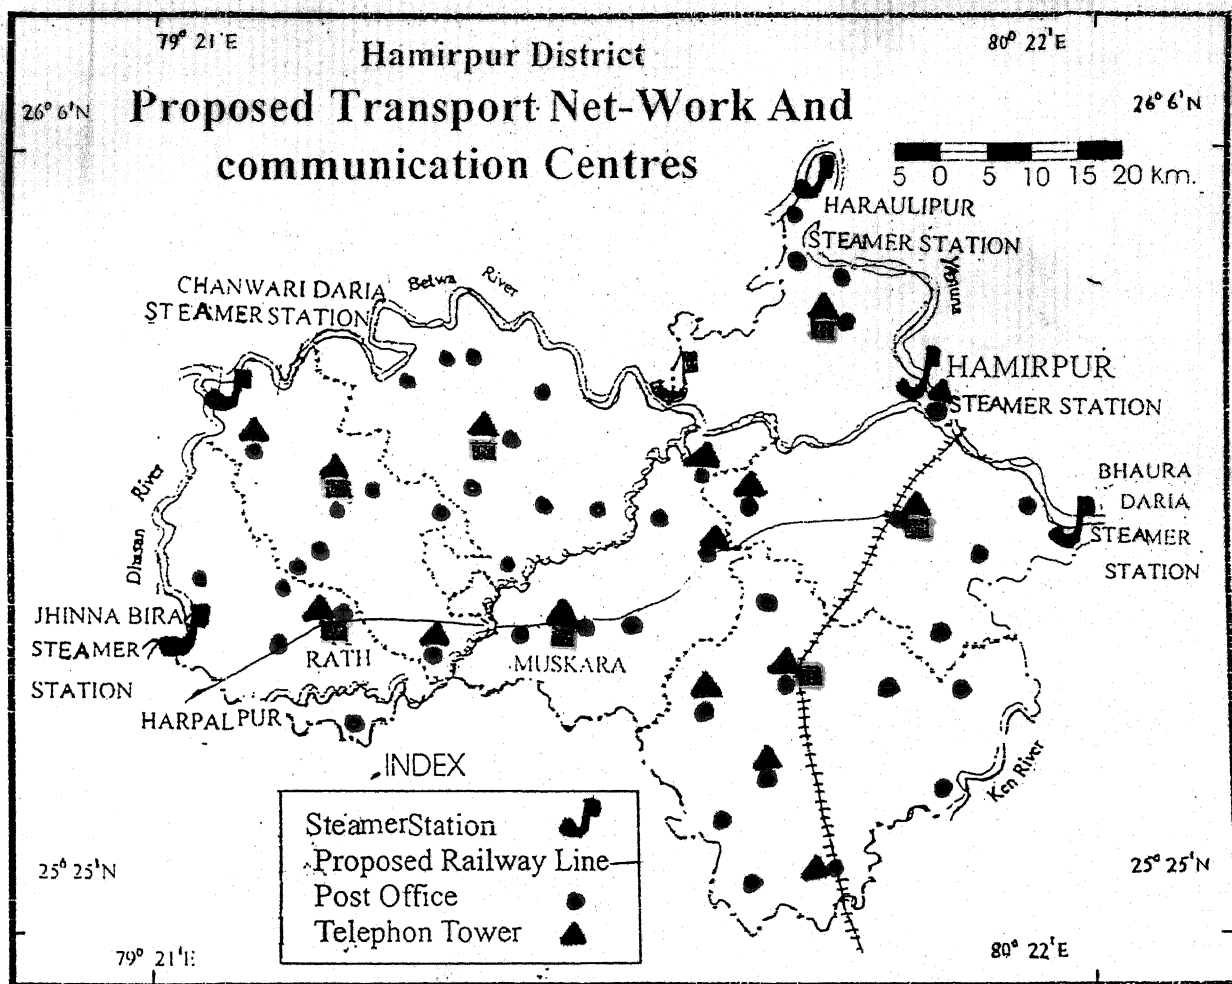 79° 21'E
80° 22'E
Hamirpur District
26° 6'N
Proposed Transport Net-Work And
26° 6'N
communication Centres
5 0 5 10 15 20 Km.
HARAULIPUR
STEAMER STATION
CHANWARI DARIA
STEAMER STATION
Betwa River
Yamuna
HAMIRPUR
STEAMER STATION
BHAURA
DARIA
STEAMER
STATION
Dhasan River
JHINNA BIRA
STEAMER
STATION
RATH
MUSKARA
HARPALPUR
Ken River
INDEX
SteamerStation
Proposed Railway Line
Post Office
Telephon Tower
25° 25'N
25° 25'N
79° 21'E
80° 22'E